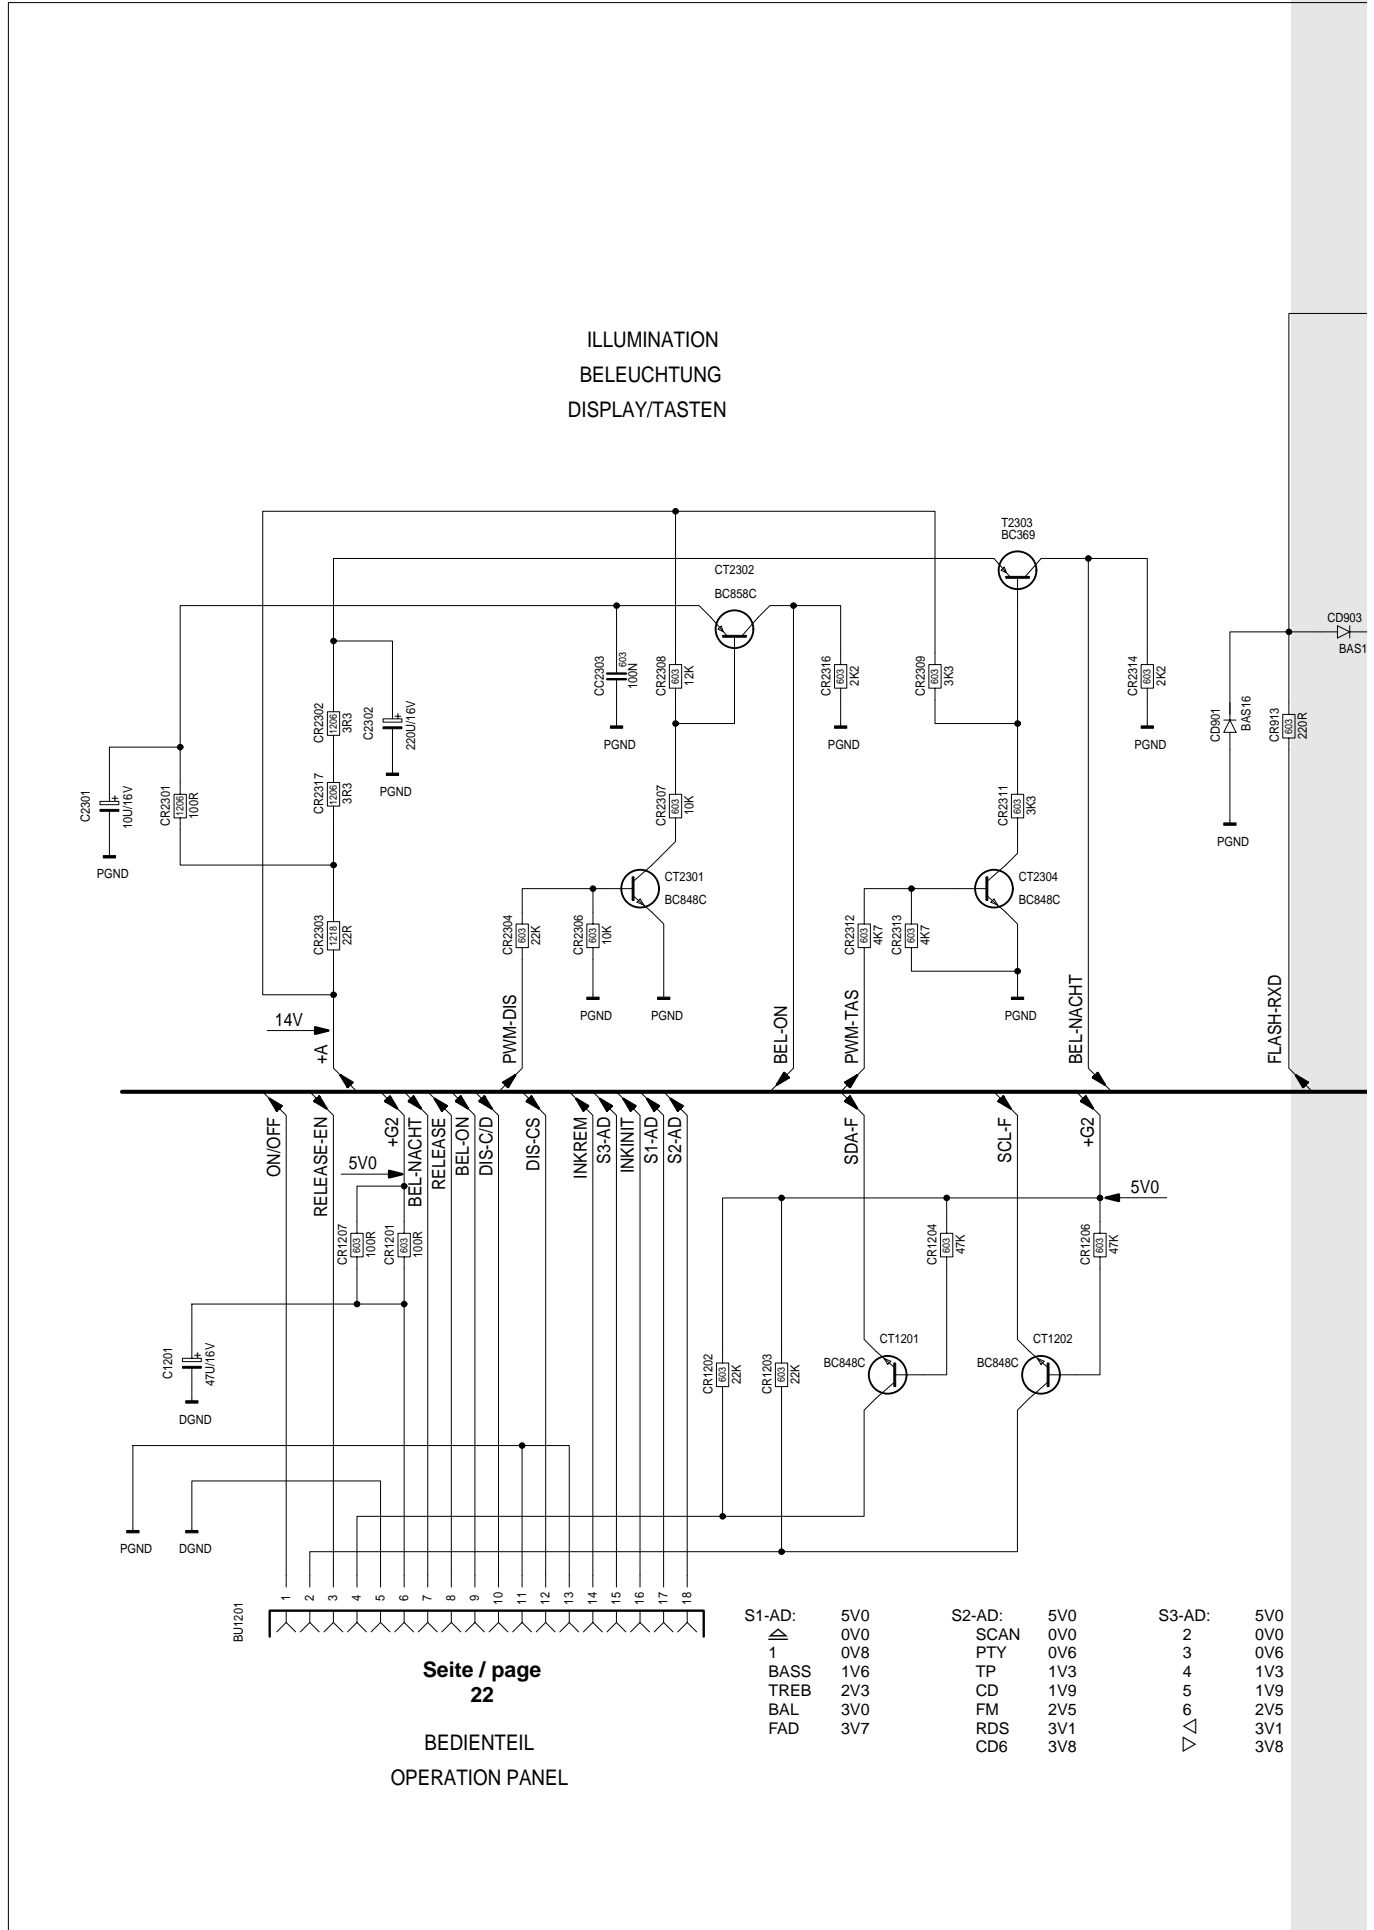 ILLUMINATION
BELEUCHTUNG
DISPLAY/TASTEN
T2303
BC369
CT2302
BC858C
CD903
BAS1
CC2303
603
100N
CR2308
603
12K
CR2316
603
2K2
CR2309
603
3K3
CR2314
603
2K2
CR2302
1206
3R3
C2302
+
220U/16V
CD901
BAS16
CR913
603
220R
PGND
PGND
PGND
C2301
+
10U/16V
CR2301
1206
100R
CR2317
1206
3R3
PGND
CR2307
603
10K
CR2311
603
3K3
PGND
PGND
CT2301
BC848C
CT2304
BC848C
CR2303
1218
22R
CR2304
603
22K
CR2306
603
10K
CR2312
603
4K7
CR2313
603
4K7
14V
+A
PWM-DIS
PGND
PGND
BEL-ON
PWM-TAS
PGND
BEL-NACHT
FLASH-RXD
ON/OFF
RELEASE-EN
+G2
BEL-NACHT
RELEASE
BEL-ON
DIS-C/D
DIS-CS
INKREM
S3-AD
INKINIT
S1-AD
S2-AD
SDA-F
SCL-F
+G2
5V0
5V0
CR1207
603
100R
CR1201
603
100R
CR1204
603
47K
CR1206
603
47K
C1201
+
47U/16V
DGND
CR1202
603
22K
CR1203
603
22K
CT1201
BC848C
CT1202
BC848C
PGND
DGND
BU1201
1 2 3 4 5 6 7 8 9 10 11 12 13 14 15 16 17 18
Seite / page
22
BEDIENTEIL
OPERATION PANEL
S1-AD: 5V0 S2-AD: 5V0 S3-AD: 5V0
0V0 SCAN 0V0 2 0V0
1 0V8 PTY 0V6 3 0V6
BASS 1V6 TP 1V3 4 1V3
TREB 2V3 CD 1V9 5 1V9
BAL 3V0 FM 2V5 6 2V5
FAD 3V7 RDS 3V1 3V1
CD6 3V8 3V8